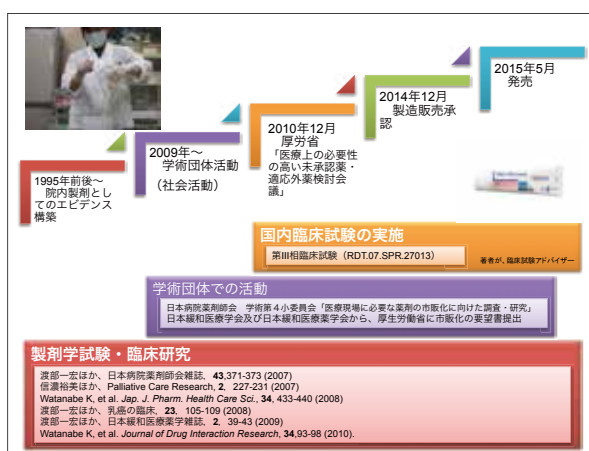 1995年前後~
院内製剤とし
てのエビデンス
構築
2009年~
学術団体活動
(社会活動)
2010年12月
厚労省
「医療上の必要性
の高い未承認薬・
適応外薬検討会
議」
2014年12月
製造販売承
認
2015年5月
発売
国内臨床試験の実施
第III相臨床試験(RDT.07.SPR.27013)
著者が、臨床試験アドバイザー
学術団体での活動
日本病院薬剤師会 学術第4小委員会「医療現場に必要な薬剤の市販化に向けた調査・研究」
日本緩和医療学会及び日本緩和医療薬学会から、厚生労働省に市販化の要望書提出
製剤学試験・臨床研究
渡部一宏ほか、日本病院薬剤師会雑誌, 43,371-373 (2007)
信濃裕美ほか、Palliative Care Research, 2, 227-231 (2007)
Watanabe K, et al. Jap. J. Pharm. Health Care Sci., 34, 433-440 (2008)
渡部一宏ほか、乳癌の臨床, 23, 105-109 (2008)
渡部一宏ほか、日本緩和医療薬学雑誌, 2, 39-43 (2009)
Watanabe K, et al. Journal of Drug Interaction Research, 34,93-98 (2010).